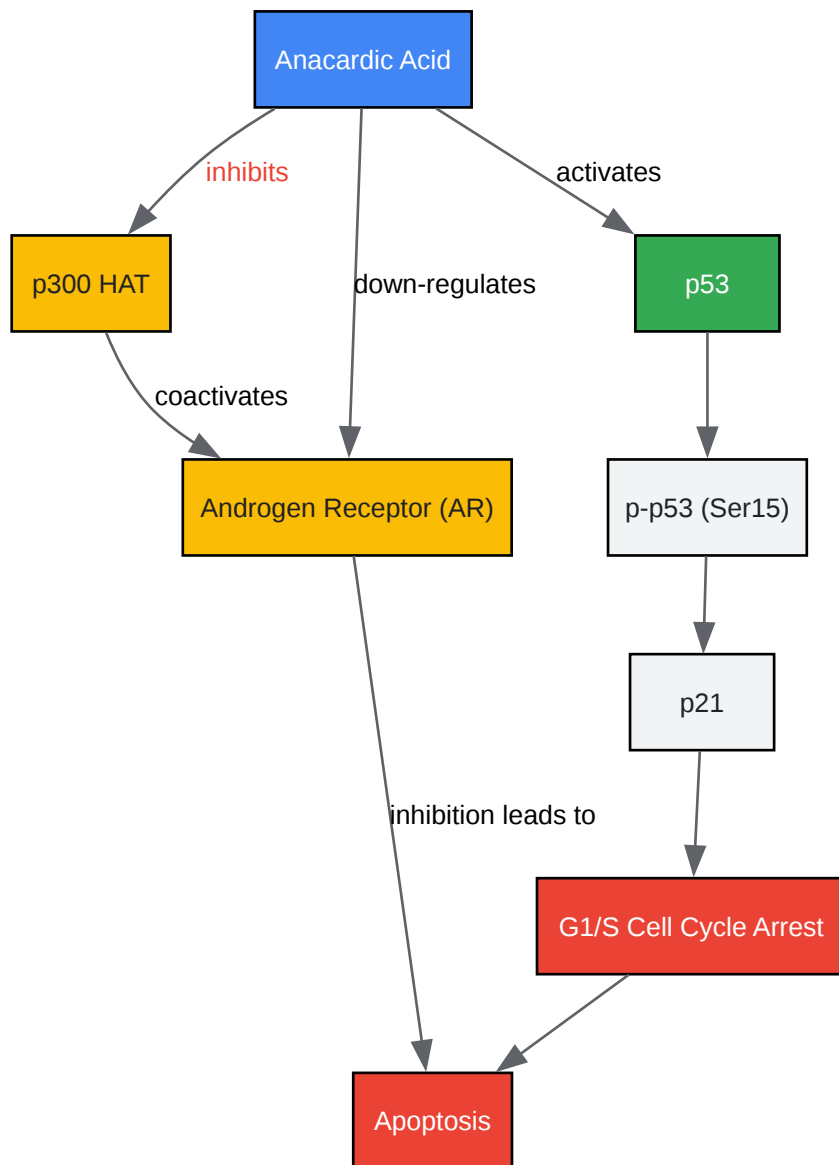 Anacardic Acid
inhibits
activates
p300 HAT
down-regulates
p53
coactivates
Androgen Receptor (AR)
p-p53 (Ser15)
p21
inhibition leads to
G1/S Cell Cycle Arrest
Apoptosis